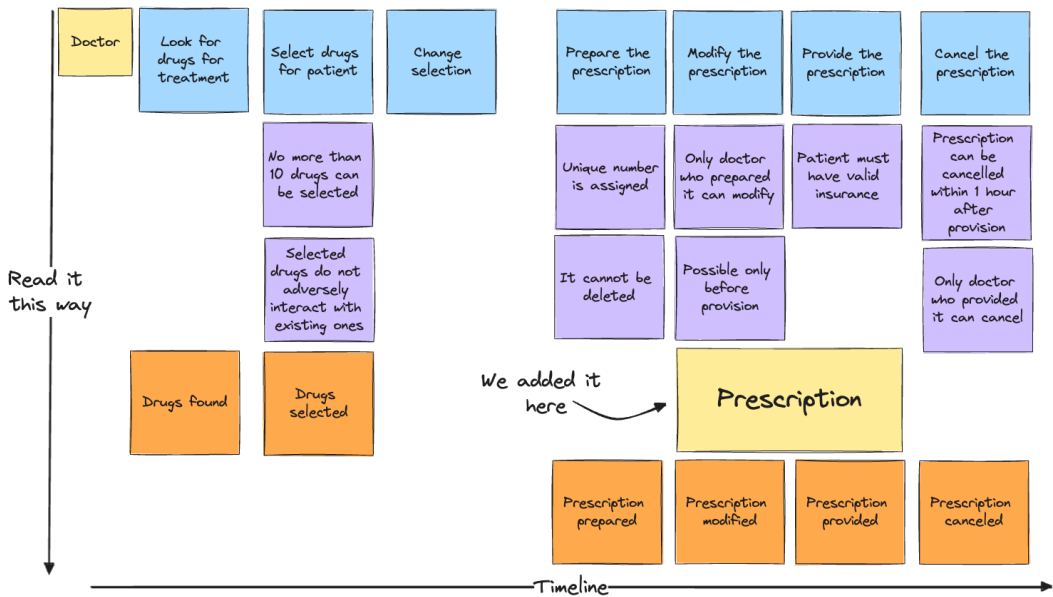 Doctor
Look for
drugs for
treatment
Select drugs
for patient
Change
selection
Prepare the
prescription
Modify the
prescription
Provide the
prescription
Cancel the
prescription
No more than
10 drugs can
be selected
Unique number
is assigned
Only doctor
who prepared
it can modify
Patient must
have valid
insurance
Prescription
can be
cancelled
within 1 hour
after
provision
Selected
drugs do not
adversely
interact with
existing ones
It cannot be
deleted
Possible only
before
provision
Only doctor
who provided
it can cancel
Read it
this way
Drugs found
Drugs
selected
We added it
here
Prescription
Prescription
prepared
Prescription
modified
Prescription
provided
Prescription
canceled
Timeline